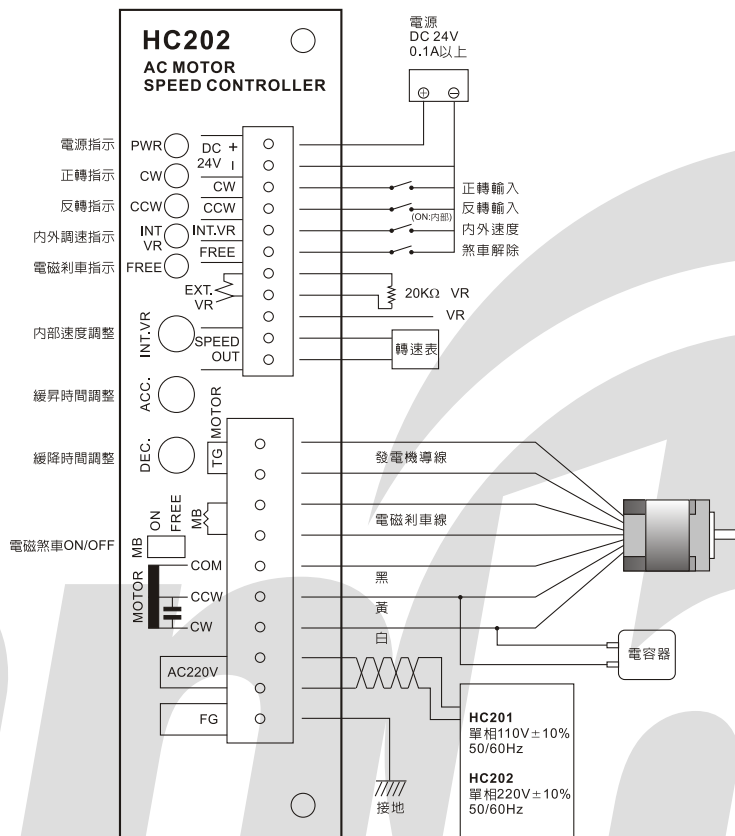 HC202
AC MOTOR
SPEED CONTROLLER
電源
DC 24V
0.1A以上
⊕ ⊖
電源指示 PWR
正轉指示 CW
反轉指示 CCW
內外調速指示 INT VR
電磁刹車指示 FREE
內部速度調整 INT.VR
緩昇時間調整 ACC.
緩降時間調整 DEC.
電磁煞車ON/OFF
MB
ON
FREE
DC +
24V −
CW
CCW
INT.VR
FREE
EXT.
VR
SPEED
OUT
正轉輸入
反轉輸入
(ON:內部)
內外速度
煞車解除
20KΩ VR
VR
轉速表
MOTOR
TG
MB
MOTOR
COM
CCW
CW
AC220V
FG
發電機導線
電磁刹車線
黑
黃
白
電容器
接地
HC201
單相110V±10%
50/60Hz
HC202
單相220V±10%
50/60Hz